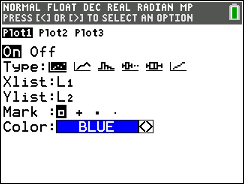 NORMAL FLOAT DEC REAL RADIAN MP
PRESS [<] OR [>] TO SELECT AN OPTION
Plot1 Plot2 Plot3
On Off
Type:
Xlist:L₁
Ylist:L₂
Mark : □ + ▪ ·
Color: BLUE <>